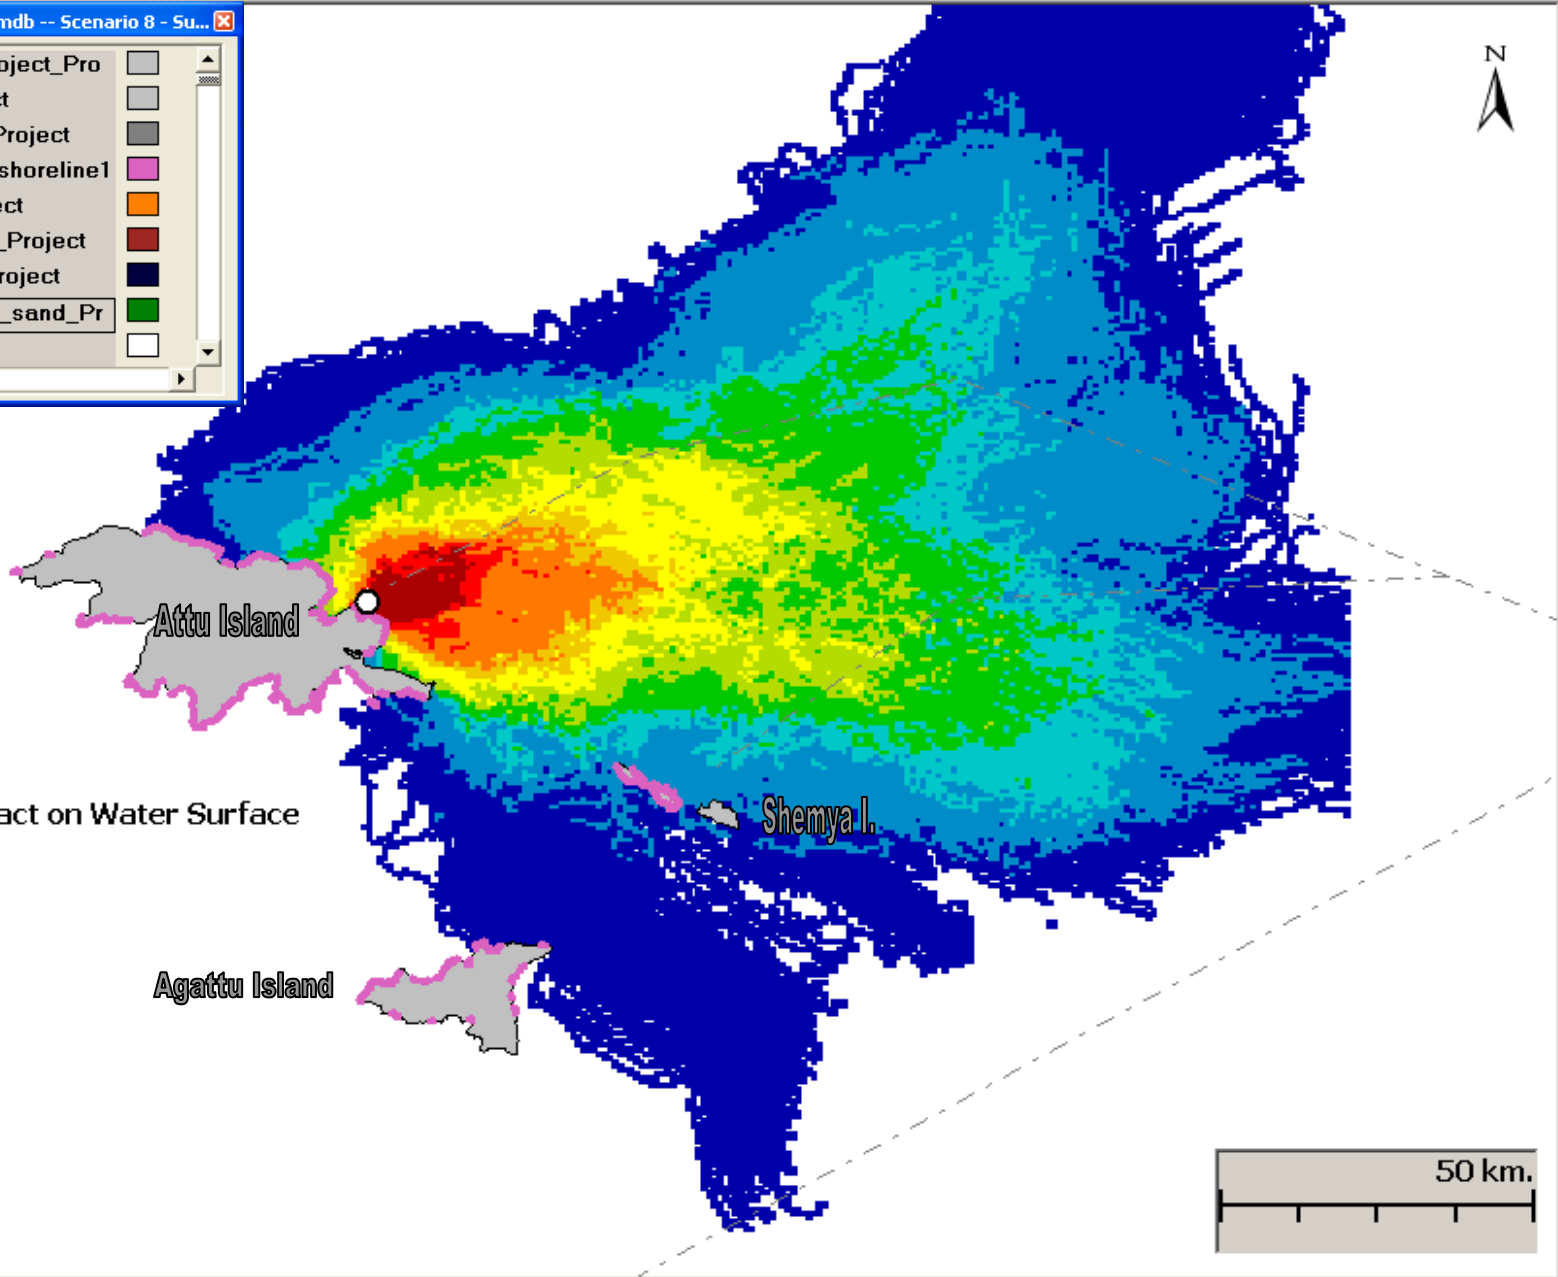 mdb -- Scenario 8 - Su...
oject_Pro
ct
Project
shoreline1
ect
_Project
roject
_sand_Pr
N
Attu Island
act on Water Surface
Shemya I.
Agattu Island
50 km.